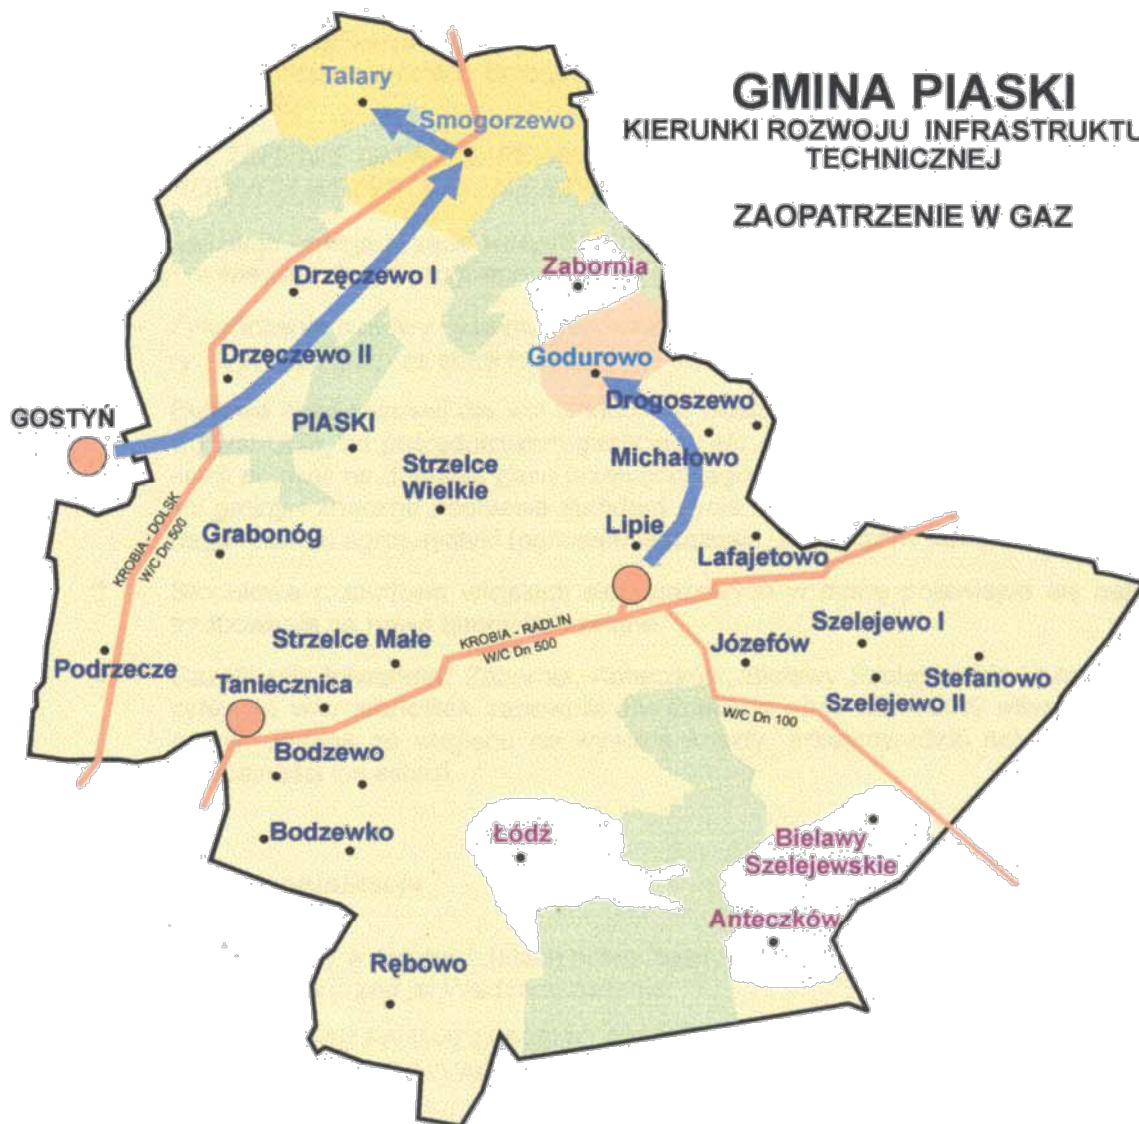 GMINA PIASKI
KIERUNKI ROZWOJU INFRASTRUKTU
TECHNICZNEJ
ZAOPATRZENIE W GAZ
Talary
Smogorzewo
Zabornia
Drzęczewo I
Drzęczewo II
Godurowo
GOSTYŃ
PIASKI
Drogoszewo
Michałowo
Strzelce
Wielkie
KROBIA - DOLSK
W/C Dn 500
Grabonóg
Lipie
Lafajetowo
Strzelce Małe
KROBIA - RADLIN
W/C Dn 500
Józefów
Szelejewo I
Podrzecze
Taniecznica
Stefanowo
Szelejewo II
W/C Dn 100
Bodzewo
Bodzewko
Łódź
Bielawy
Szelejewskie
Anteczków
Rębowo